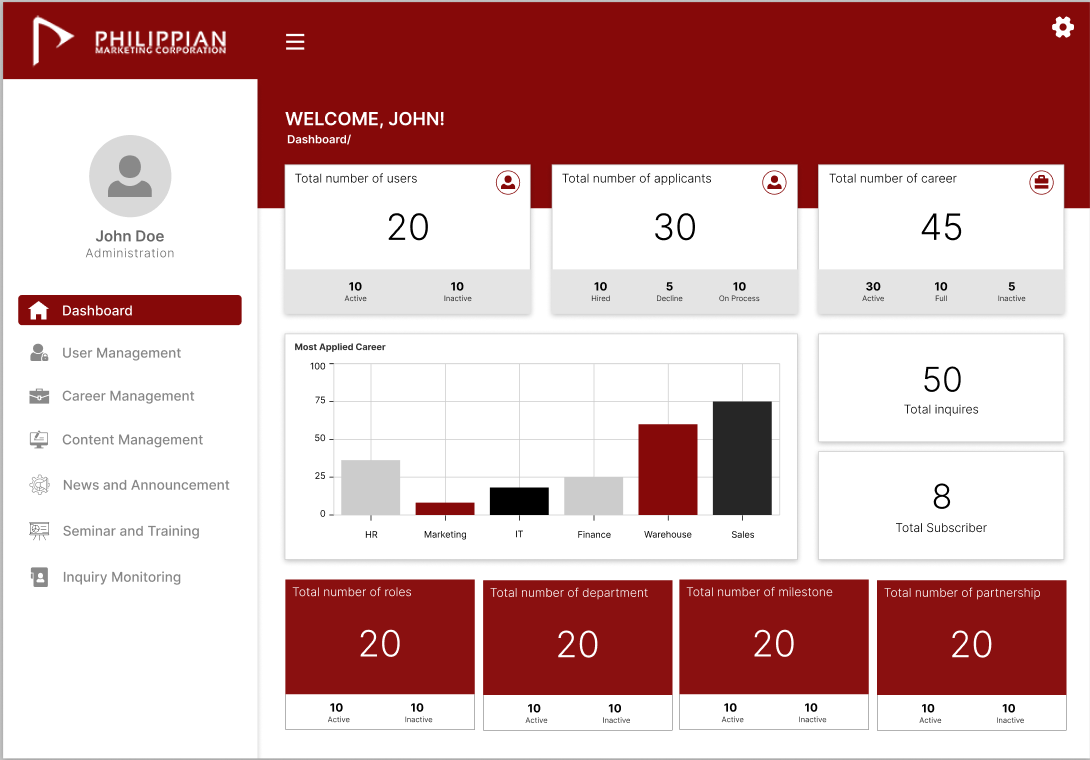 PHILIPPIAN
MARKETING CORPORATION
WELCOME, JOHN!
Dashboard/
John Doe
Administration
Dashboard
User Management
Career Management
Content Management
News and Announcement
Seminar and Training
Inquiry Monitoring
Total number of users
20
10 10
Active Inactive
Total number of applicants
30
10 5 10
Hired Decline On Process
Total number of career
45
30 10 5
Active Full Inactive
Most Applied Career
100
75
50
25
0
HR Marketing IT Finance Warehouse Sales
50
Total inquires
8
Total Subscriber
Total number of roles
20
10 10
Active Inactive
Total number of department
20
10 10
Active Inactive
Total number of milestone
20
10 10
Active Inactive
Total number of partnership
20
10 10
Active Inactive